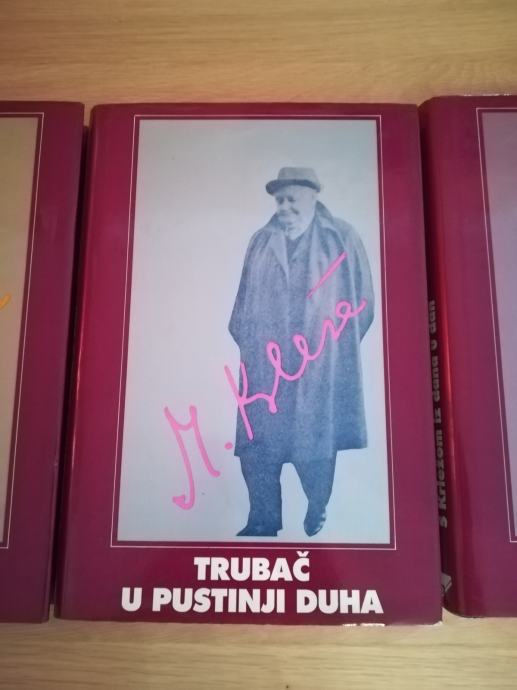 M. Krleža
TRUBAČ
U PUSTINJI DUHA
s Krležom iz dana u dan